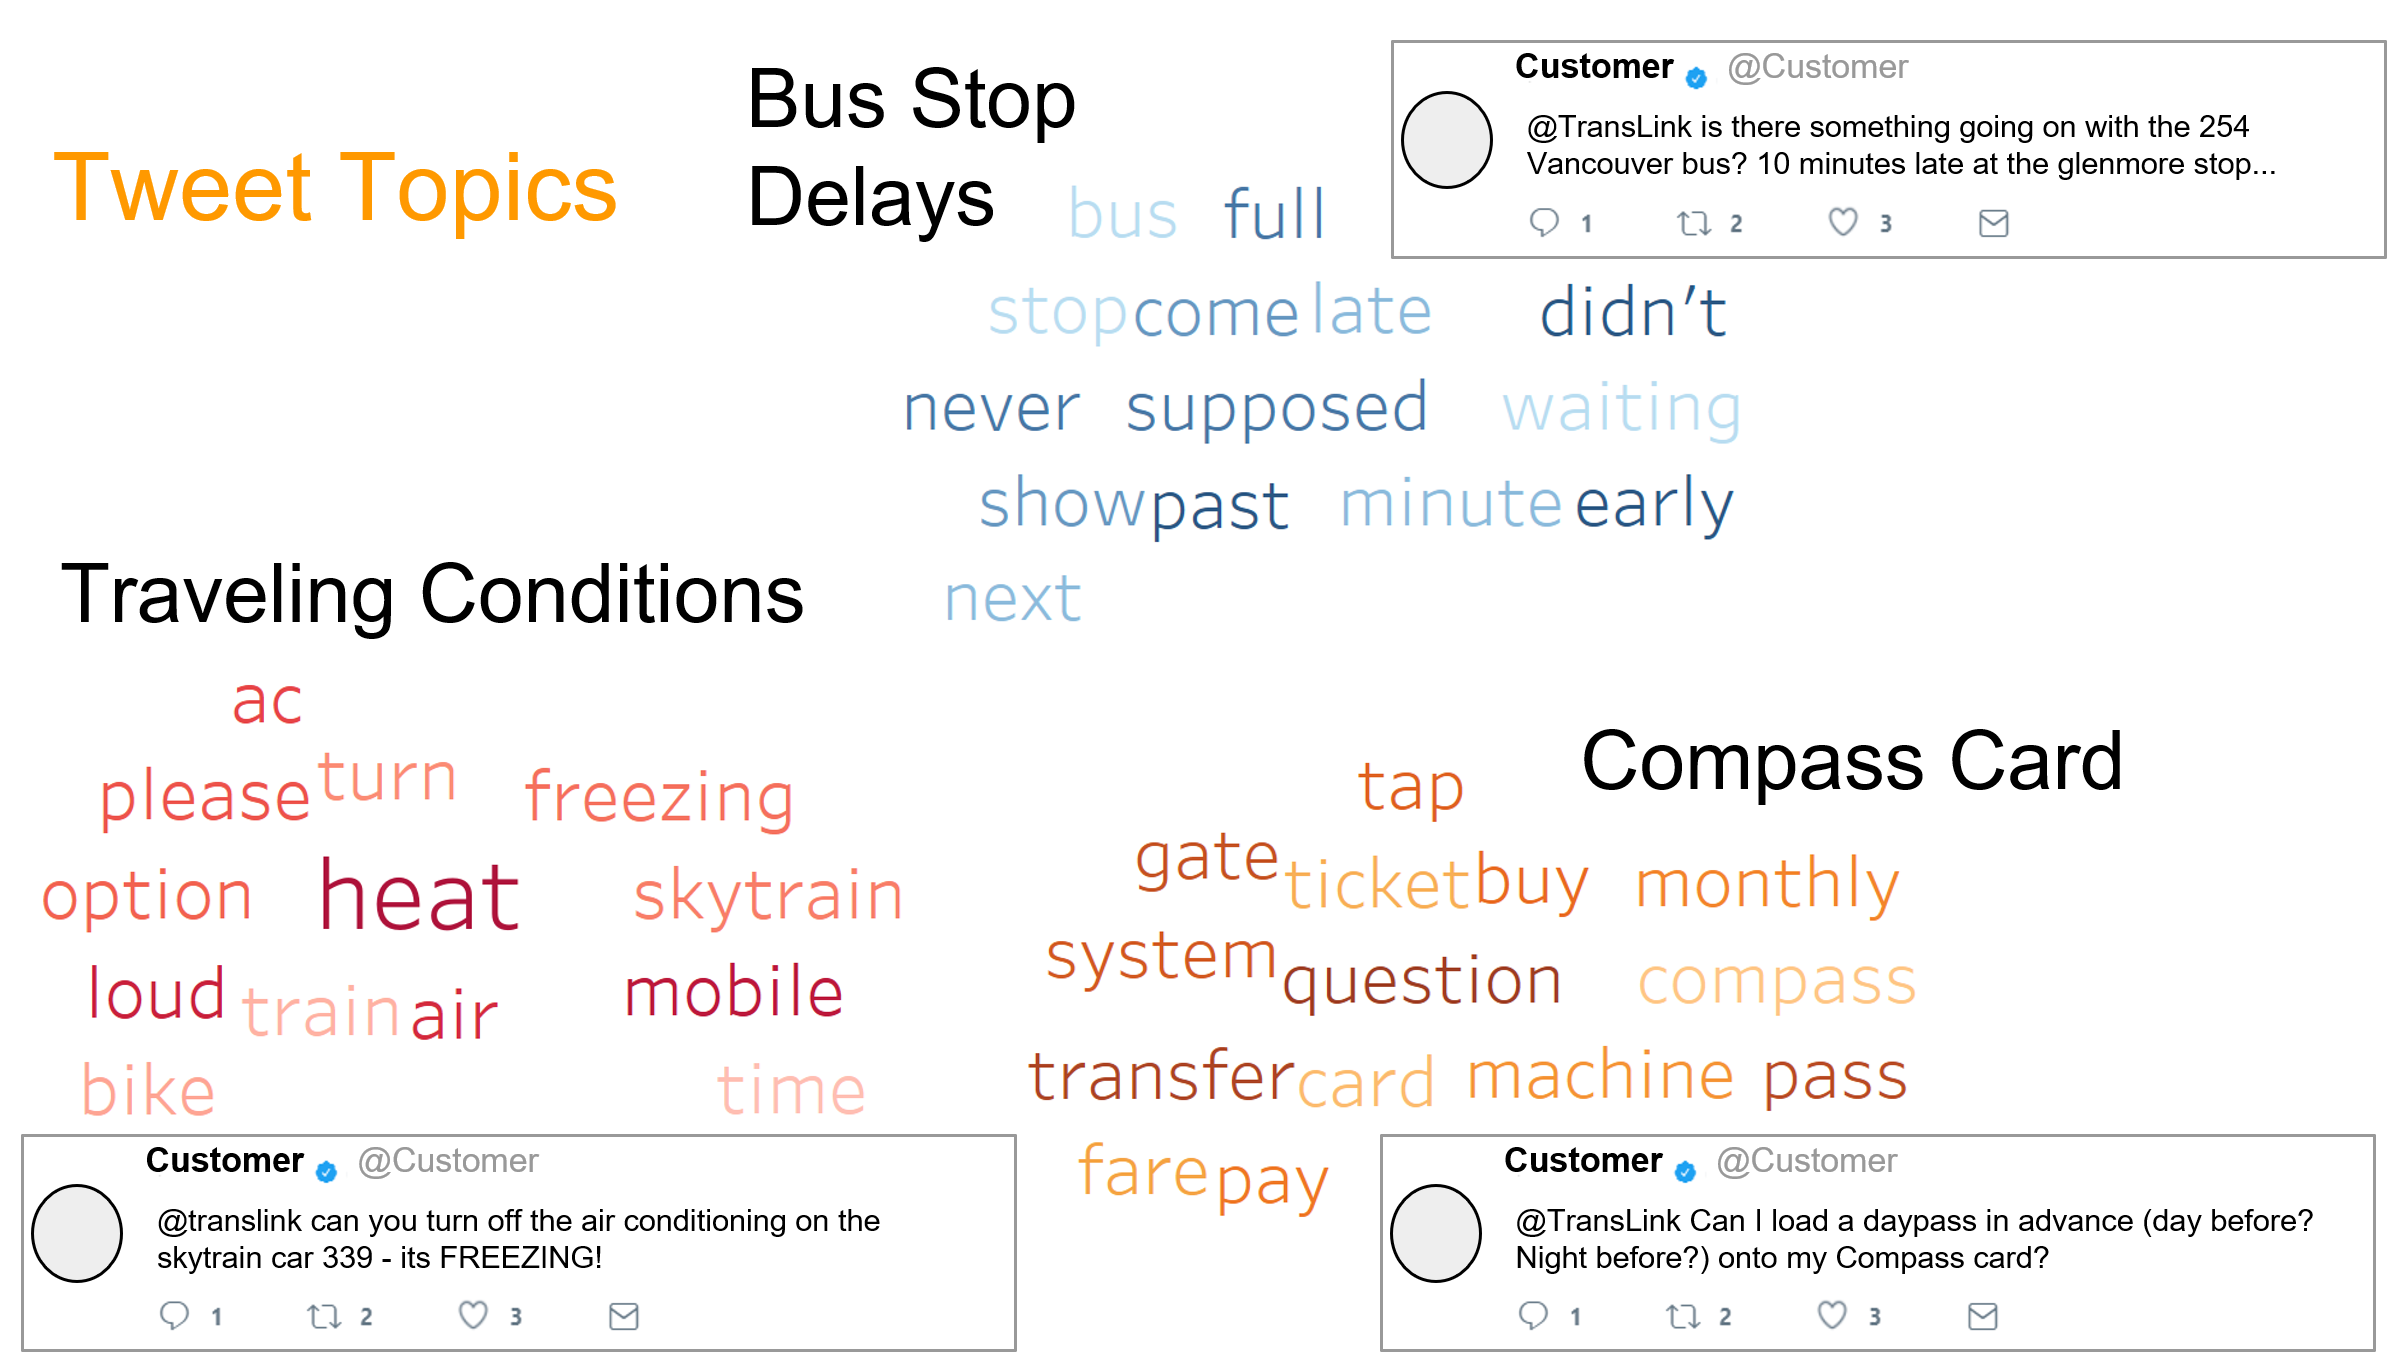 Tweet Topics
Bus Stop
Delays
Customer @Customer
@TransLink is there something going on with the 254
Vancouver bus? 10 minutes late at the glenmore stop...
1 2 3
bus full
stop come late didn't
never supposed waiting
show past minute early
next
Traveling Conditions
ac
please turn freezing
option heat skytrain
loud train air mobile
bike time
Customer @Customer
@translink can you turn off the air conditioning on the
skytrain car 339 - its FREEZING!
1 2 3
Compass Card
tap
gate ticket buy monthly
system question compass
transfer card machine pass
fare pay
Customer @Customer
@TransLink Can I load a daypass in advance (day before?
Night before?) onto my Compass card?
1 2 3